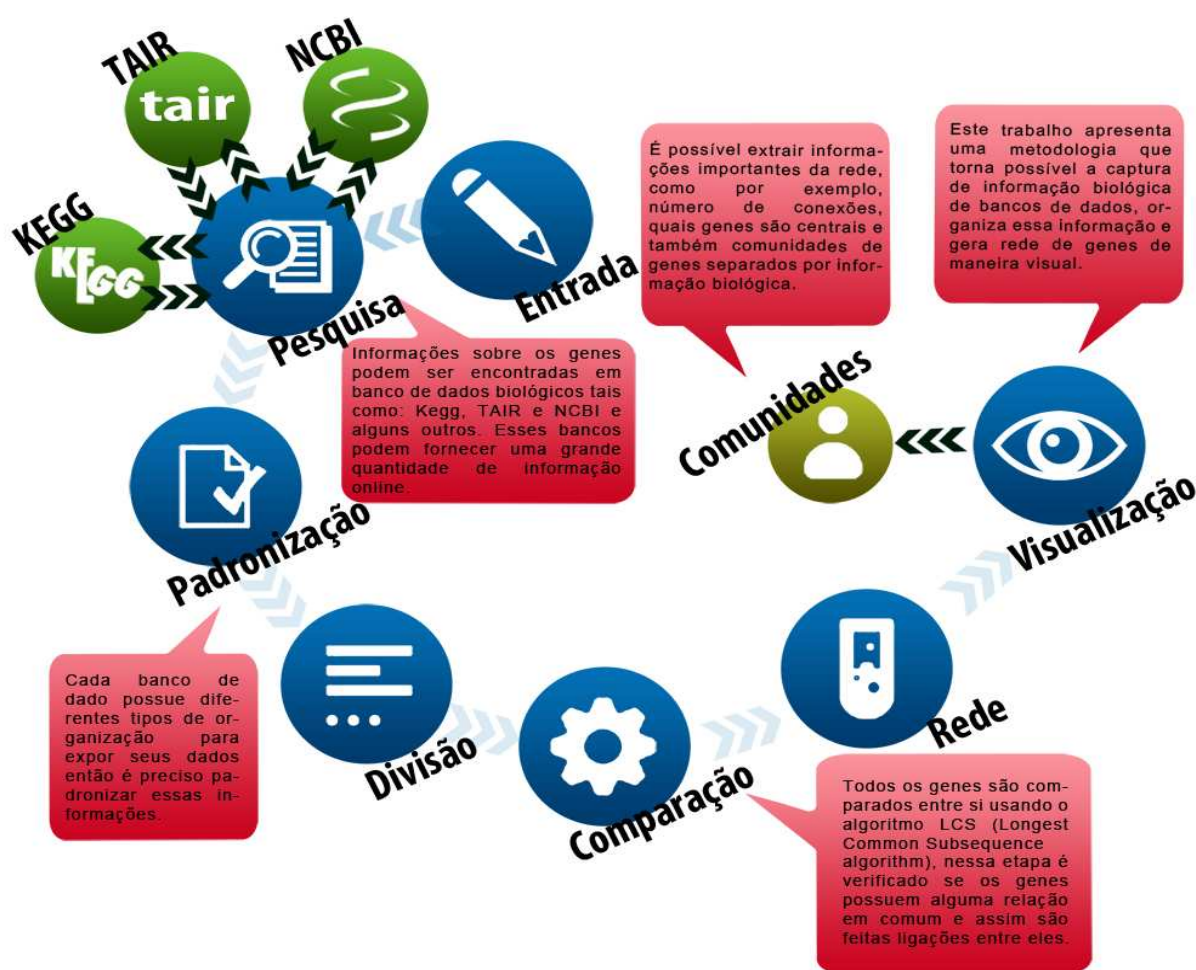 TAIR
tair
NCBI
KEGG
KEGG
Pesquisa
Entrada
Informações sobre os genes
podem ser encontradas em
banco de dados biológicos tais
como: Kegg, TAIR e NCBI e
alguns outros. Esses bancos
podem fornecer uma grande
quantidade de informação
online.
É possível extrair informa-
ções importantes da rede,
como por exemplo,
número de conexões,
quais genes são centrais e
também comunidades de
genes separados por infor-
mação biológica.
Este trabalho apresenta
uma metodologia que
torna possível a captura
de informação biológica
de bancos de dados, or-
ganiza essa informação e
gera rede de genes de
maneira visual.
Comunidades
Visualização
Padronização
Cada banco de
dado possue dife-
rentes tipos de or-
ganização para
expor seus dados
então é preciso pa-
dronizar essas in-
formações.
Divisão
Comparação
Rede
Todos os genes são com-
parados entre si usando o
algoritmo LCS (Longest
Common Subsequence
algorithm), nessa etapa é
verificado se os genes
possuem alguma relação
em comum e assim são
feitas ligações entre eles.